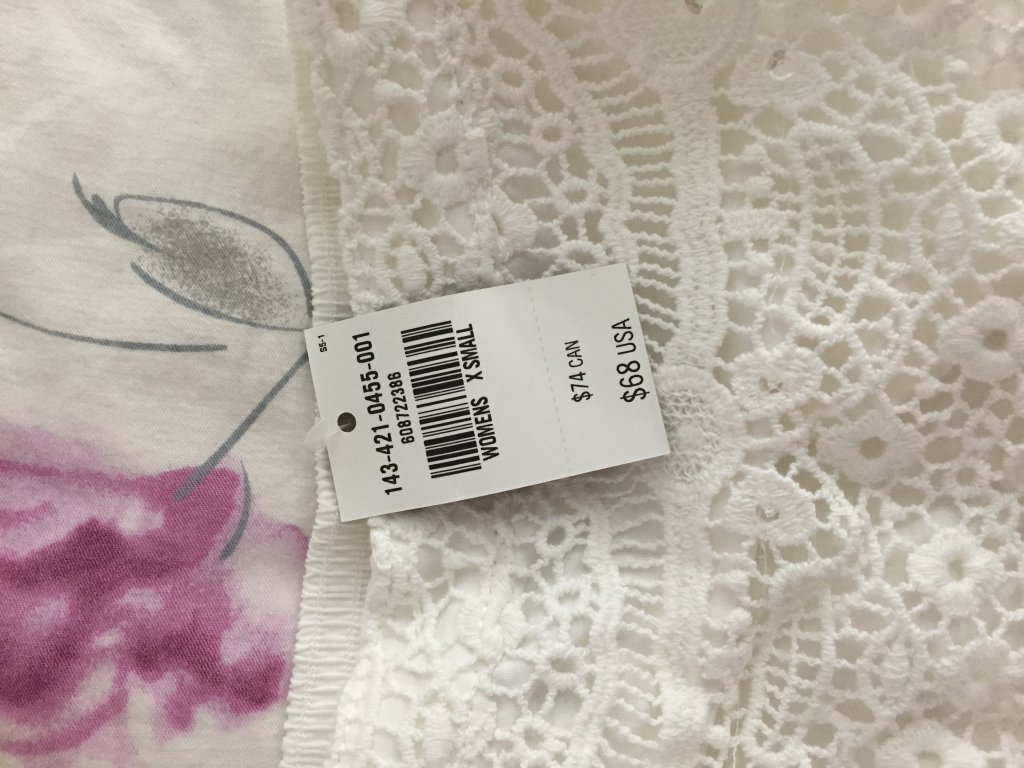 S5-1
143-421-0455-001
608722386
WOMENS X SMALL
$74 CAN
$68 USA